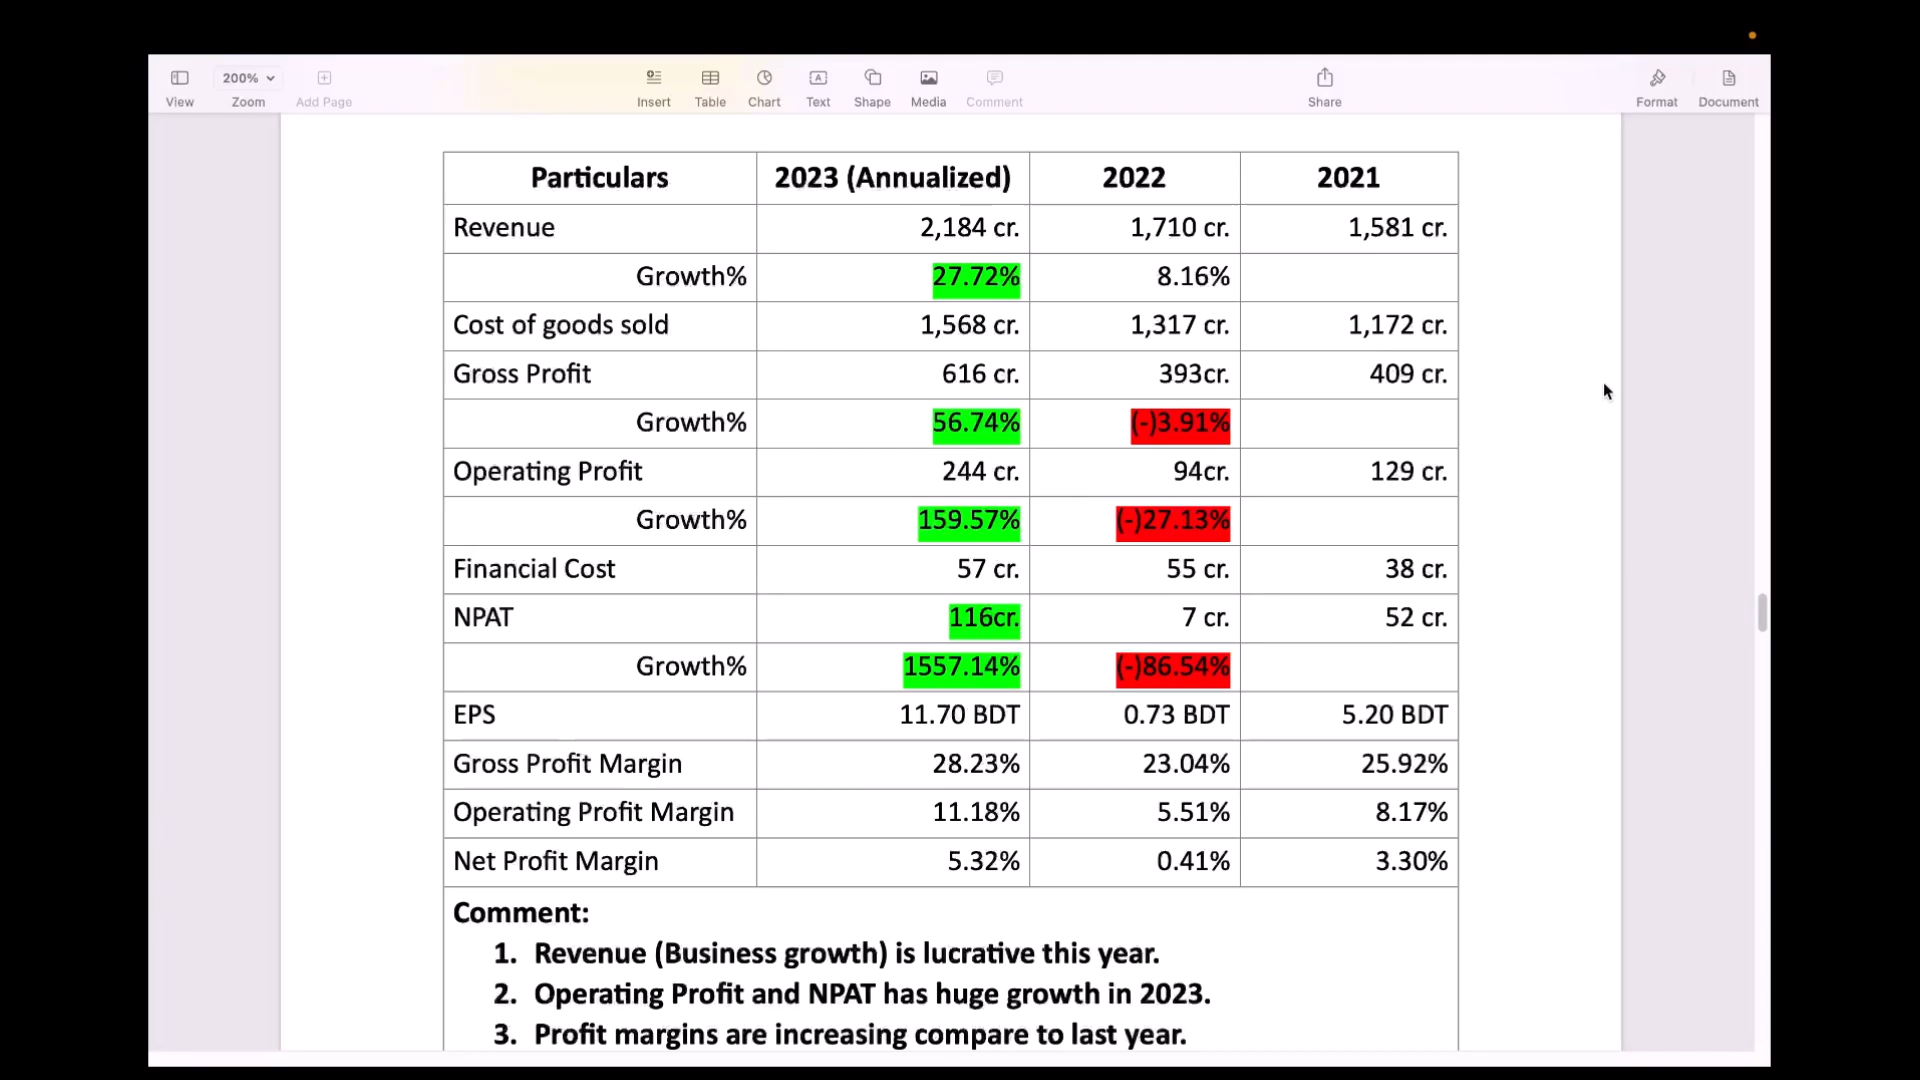 View
200%
Zoom
Add Page
Insert
Table
Chart
Text
Shape
Media
Comment
Share
Format
Document
Particulars 2023 (Annualized) 2022 2021
Revenue 2,184 cr. 1,710 cr. 1,581 cr.
Growth% 27.72% 8.16%
Cost of goods sold 1,568 cr. 1,317 cr. 1,172 cr.
Gross Profit 616 cr. 393cr. 409 cr.
Growth% 56.74% (-)3.91%
Operating Profit 244 cr. 94cr. 129 cr.
Growth% 159.57% (-)27.13%
Financial Cost 57 cr. 55 cr. 38 cr.
NPAT 116cr. 7 cr. 52 cr.
Growth% 1557.14% (-)86.54%
EPS 11.70 BDT 0.73 BDT 5.20 BDT
Gross Profit Margin 28.23% 23.04% 25.92%
Operating Profit Margin 11.18% 5.51% 8.17%
Net Profit Margin 5.32% 0.41% 3.30%
Comment:
1. Revenue (Business growth) is lucrative this year.
2. Operating Profit and NPAT has huge growth in 2023.
3. Profit margins are increasing compare to last year.